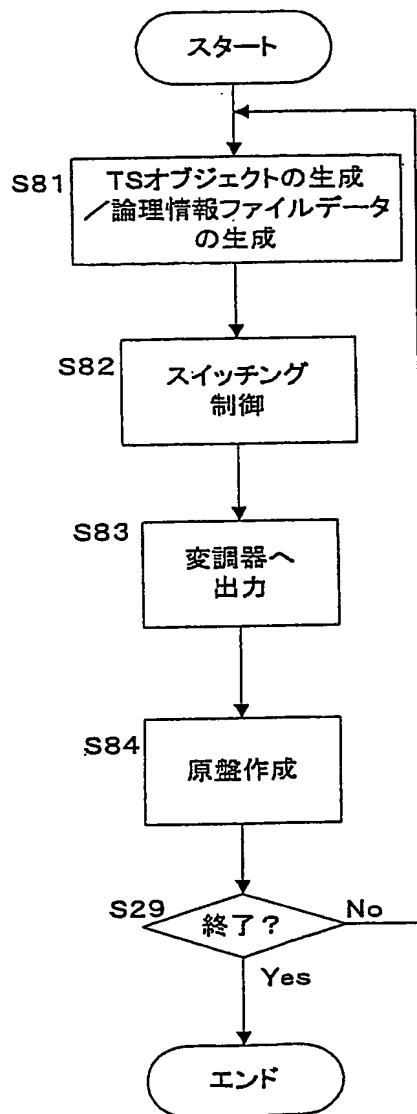 スタート
S81
TSオブジェクトの生成
／論理情報ファイルデータ
の生成
S82
スイッチング
制御
S83
変調器へ
出力
S84
原盤作成
S29
終了？
No
Yes
エンド